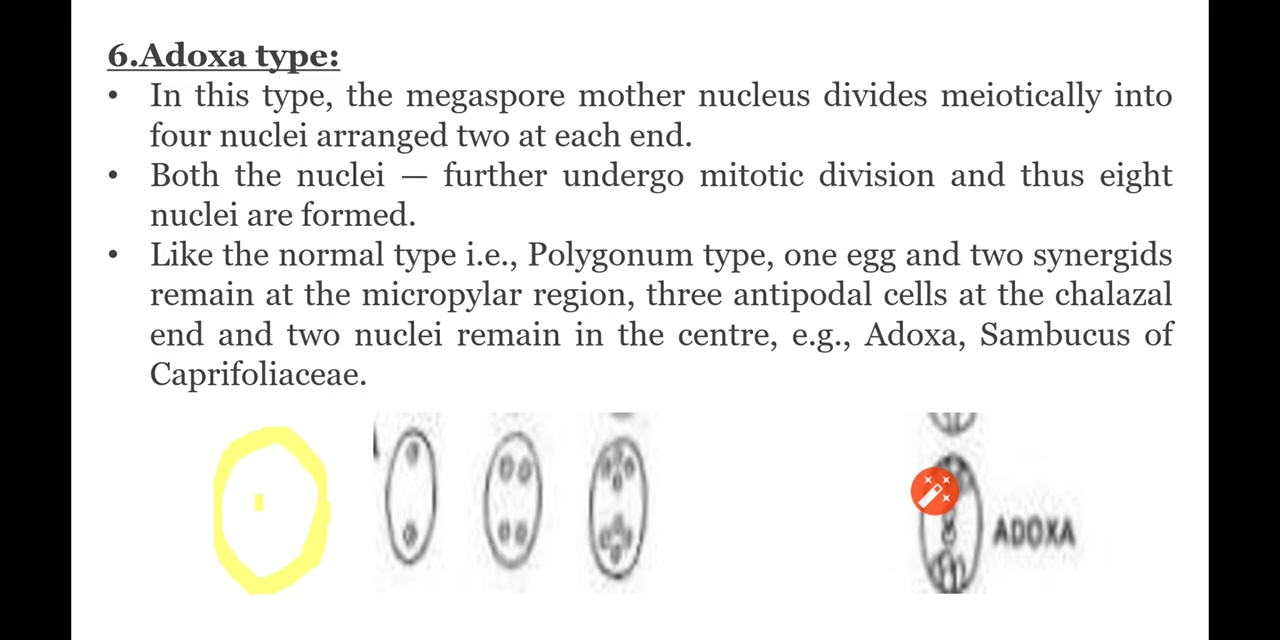 6.Adoxa type:
• In this type, the megaspore mother nucleus divides meiotically into
four nuclei arranged two at each end.
• Both the nuclei — further undergo mitotic division and thus eight
nuclei are formed.
• Like the normal type i.e., Polygonum type, one egg and two synergids
remain at the micropylar region, three antipodal cells at the chalazal
end and two nuclei remain in the centre, e.g., Adoxa, Sambucus of
Caprifoliaceae.
ADOXA